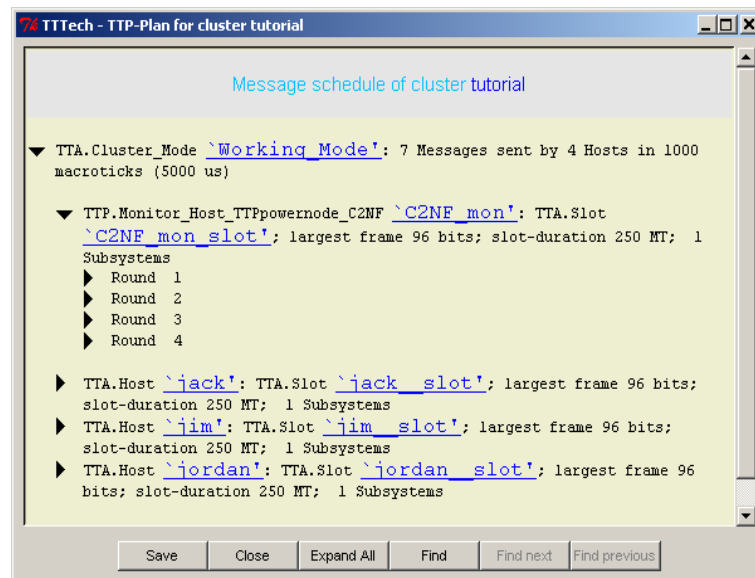 TTTech - TTP-Plan for cluster tutorial
Message schedule of cluster tutorial
TTA.Cluster_Mode `Working_Mode': 7 Messages sent by 4 Hosts in 1000
macroticks (5000 us)
TTP.Monitor_Host_TTPpowernode_C2NF `C2NF_mon': TTA.Slot
`C2NF_mon_slot'; largest frame 96 bits; slot-duration 250 MT; 1
Subsystems
Round 1
Round 2
Round 3
Round 4
TTA.Host `jack': TTA.Slot `jack__slot'; largest frame 96 bits;
slot-duration 250 MT; 1 Subsystems
TTA.Host `jim': TTA.Slot `jim__slot'; largest frame 96 bits;
slot-duration 250 MT; 1 Subsystems
TTA.Host `jordan': TTA.Slot `jordan__slot'; largest frame 96
bits; slot-duration 250 MT; 1 Subsystems
Save Close Expand All Find Find next Find previous